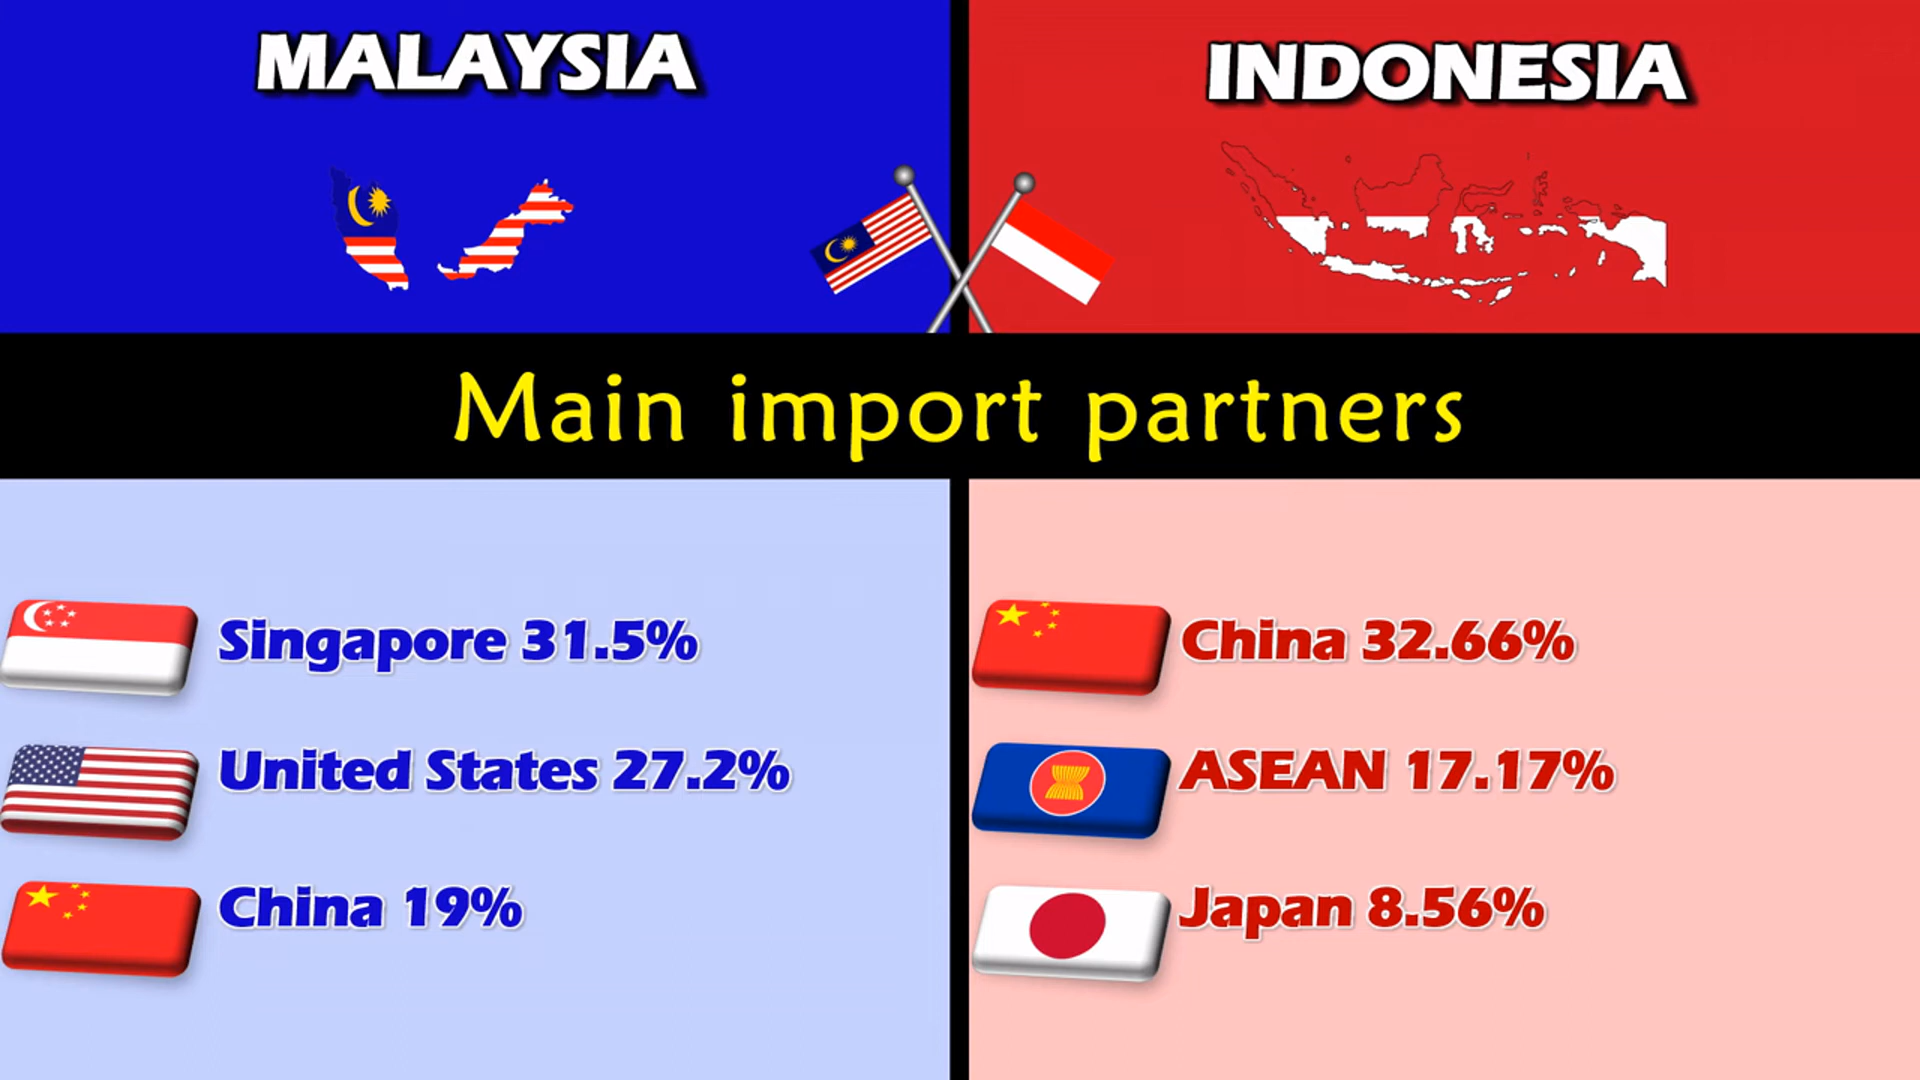 MALAYSIA
INDONESIA
Main import partners
Singapore 31.5%
United States 27.2%
China 19%
China 32.66%
ASEAN 17.17%
Japan 8.56%